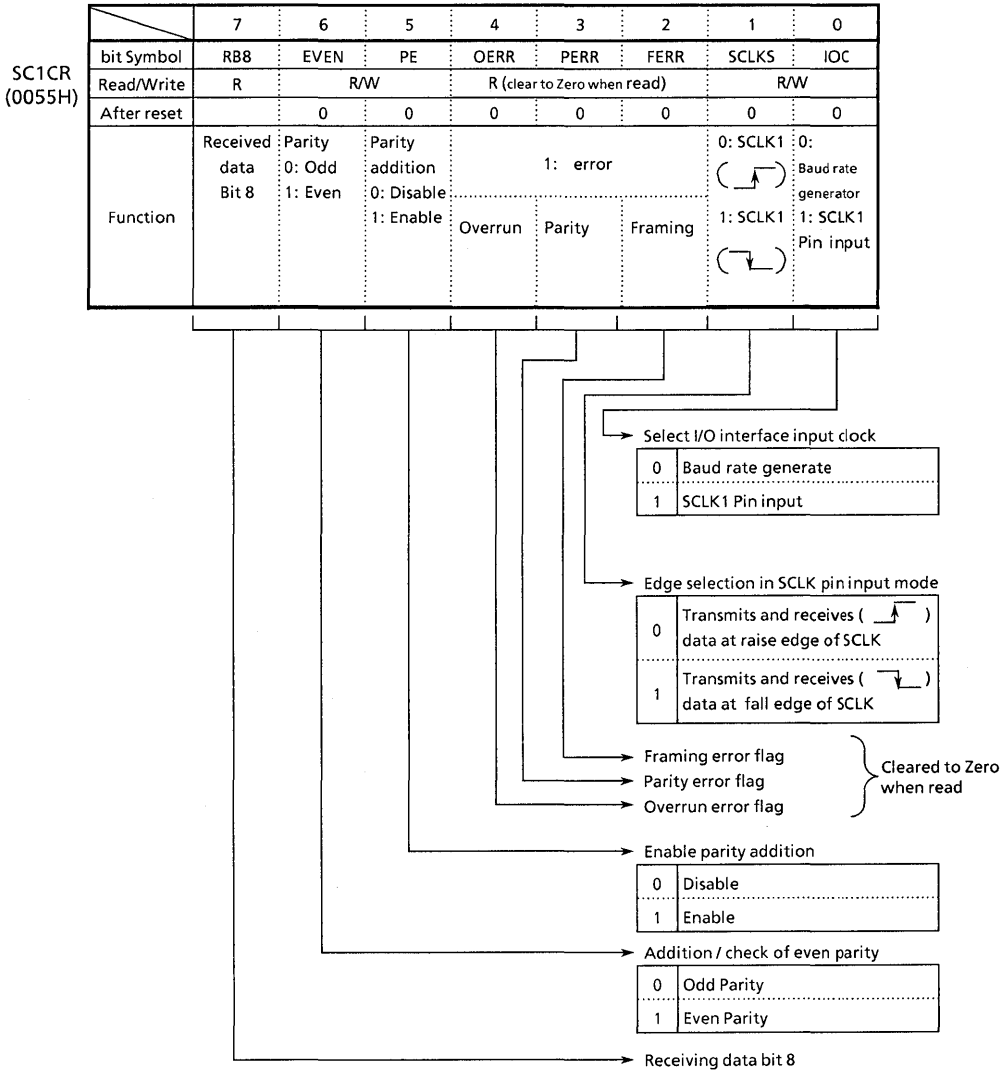 7 6 5 4 3 2 1 0
bit Symbol RB8 EVEN PE OERR PERR FERR SCLKS IOC
SC1CR
(0055H)
Read/Write R R/W R (clear to Zero when read) R/W
After reset 0 0 0 0 0 0 0
Function
Received
data
Bit 8
Parity
0: Odd
1: Even
Parity
addition
0: Disable
1: Enable
1: error
Overrun Parity Framing
0: SCLK1
( )
1: SCLK1
( )
0:
Baud rate
generator
1: SCLK1
Pin input
Select I/O interface input clock
0 Baud rate generate
1 SCLK1 Pin input
Edge selection in SCLK pin input mode
0 Transmits and receives ( )
data at raise edge of SCLK
1 Transmits and receives ( )
data at fall edge of SCLK
Framing error flag
Parity error flag
Overrun error flag
Cleared to Zero
when read
Enable parity addition
0 Disable
1 Enable
Addition / check of even parity
0 Odd Parity
1 Even Parity
Receiving data bit 8